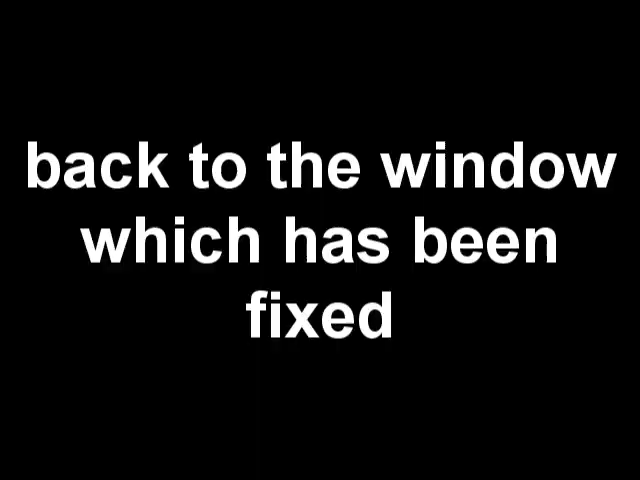 back to the window
which has been
fixed